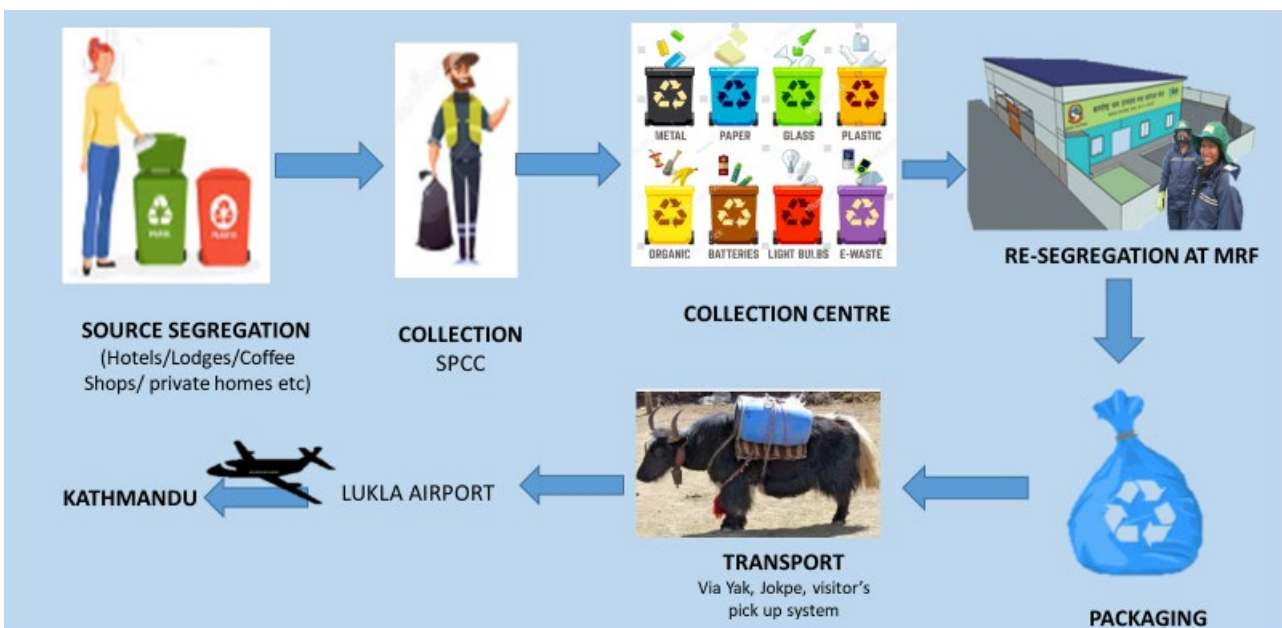 METAL
PAPER
GLASS
PLASTIC
ORGANIC
BATTERIES
LIGHT BULBS
E-WASTE
RE-SEGREGATION AT MRF
SOURCE SEGREGATION
(Hotels/Lodges/Coffee
Shops/ private homes etc)
COLLECTION
SPCC
COLLECTION CENTRE
KATHMANDU
LUKLA AIRPORT
TRANSPORT
Via Yak, Jokpe, visitor's
pick up system
PACKAGING